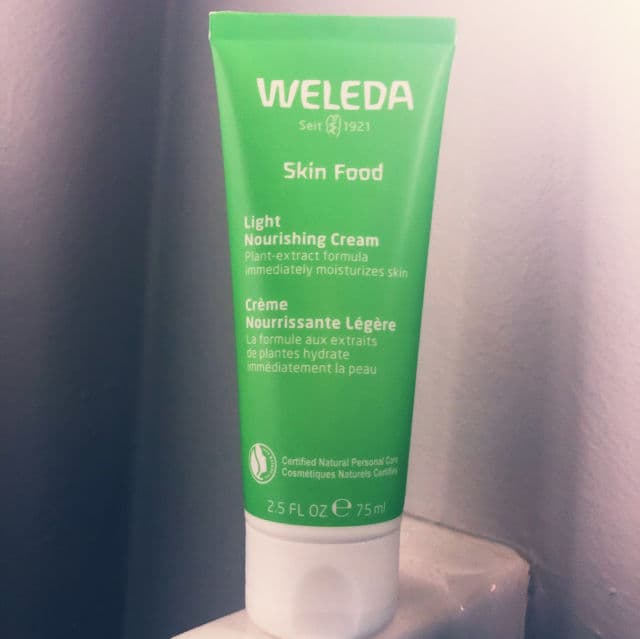 WELEDA
Seit 1921
Skin Food
Light
Nourishing Cream
Plant-extract formula
immediately moisturizes skin
Crème
Nourrissante Légère
La formule aux extraits
de plantes hydrate
immédiatement la peau
Certified Natural Personal Care
Cosmétiques Naturels Certifiés
2.5 FL OZ ℮ 75 ml